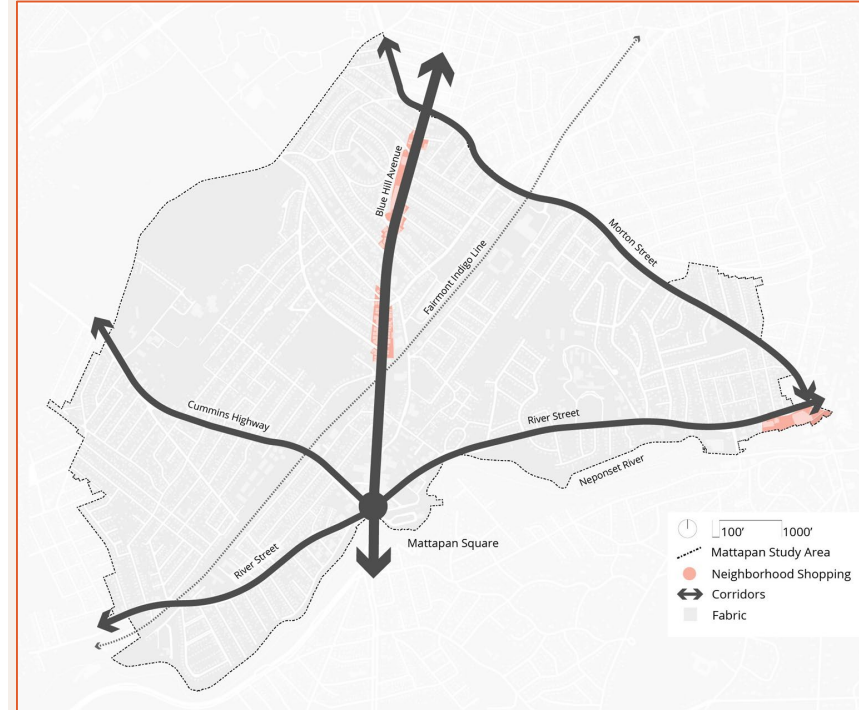 Blue Hill Avenue
Fairmont Indigo Line
Morton Street
Cummins Highway
River Street
Neponset River
River Street
Mattapan Square
100' 1000'
Mattapan Study Area
Neighborhood Shopping
Corridors
Fabric